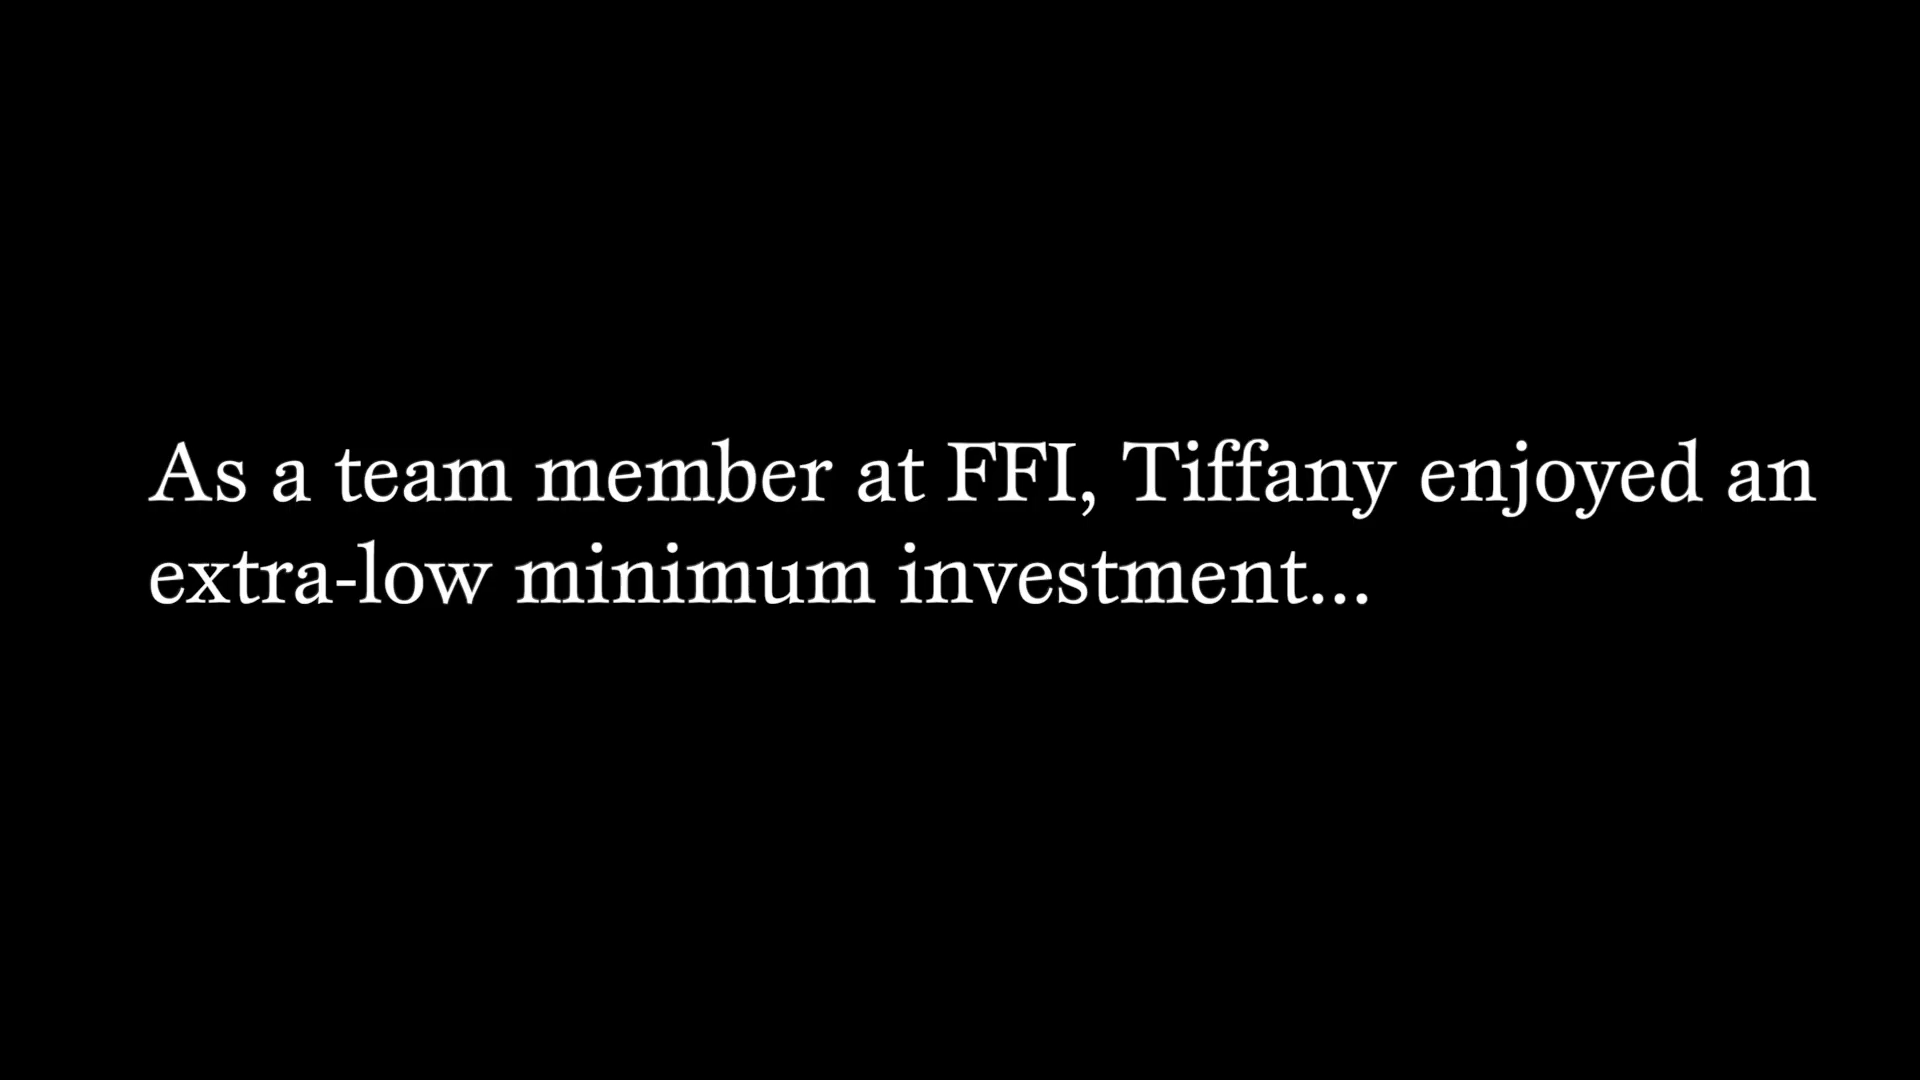 As a team member at FFI, Tiffany enjoyed an
extra-low minimum investment...